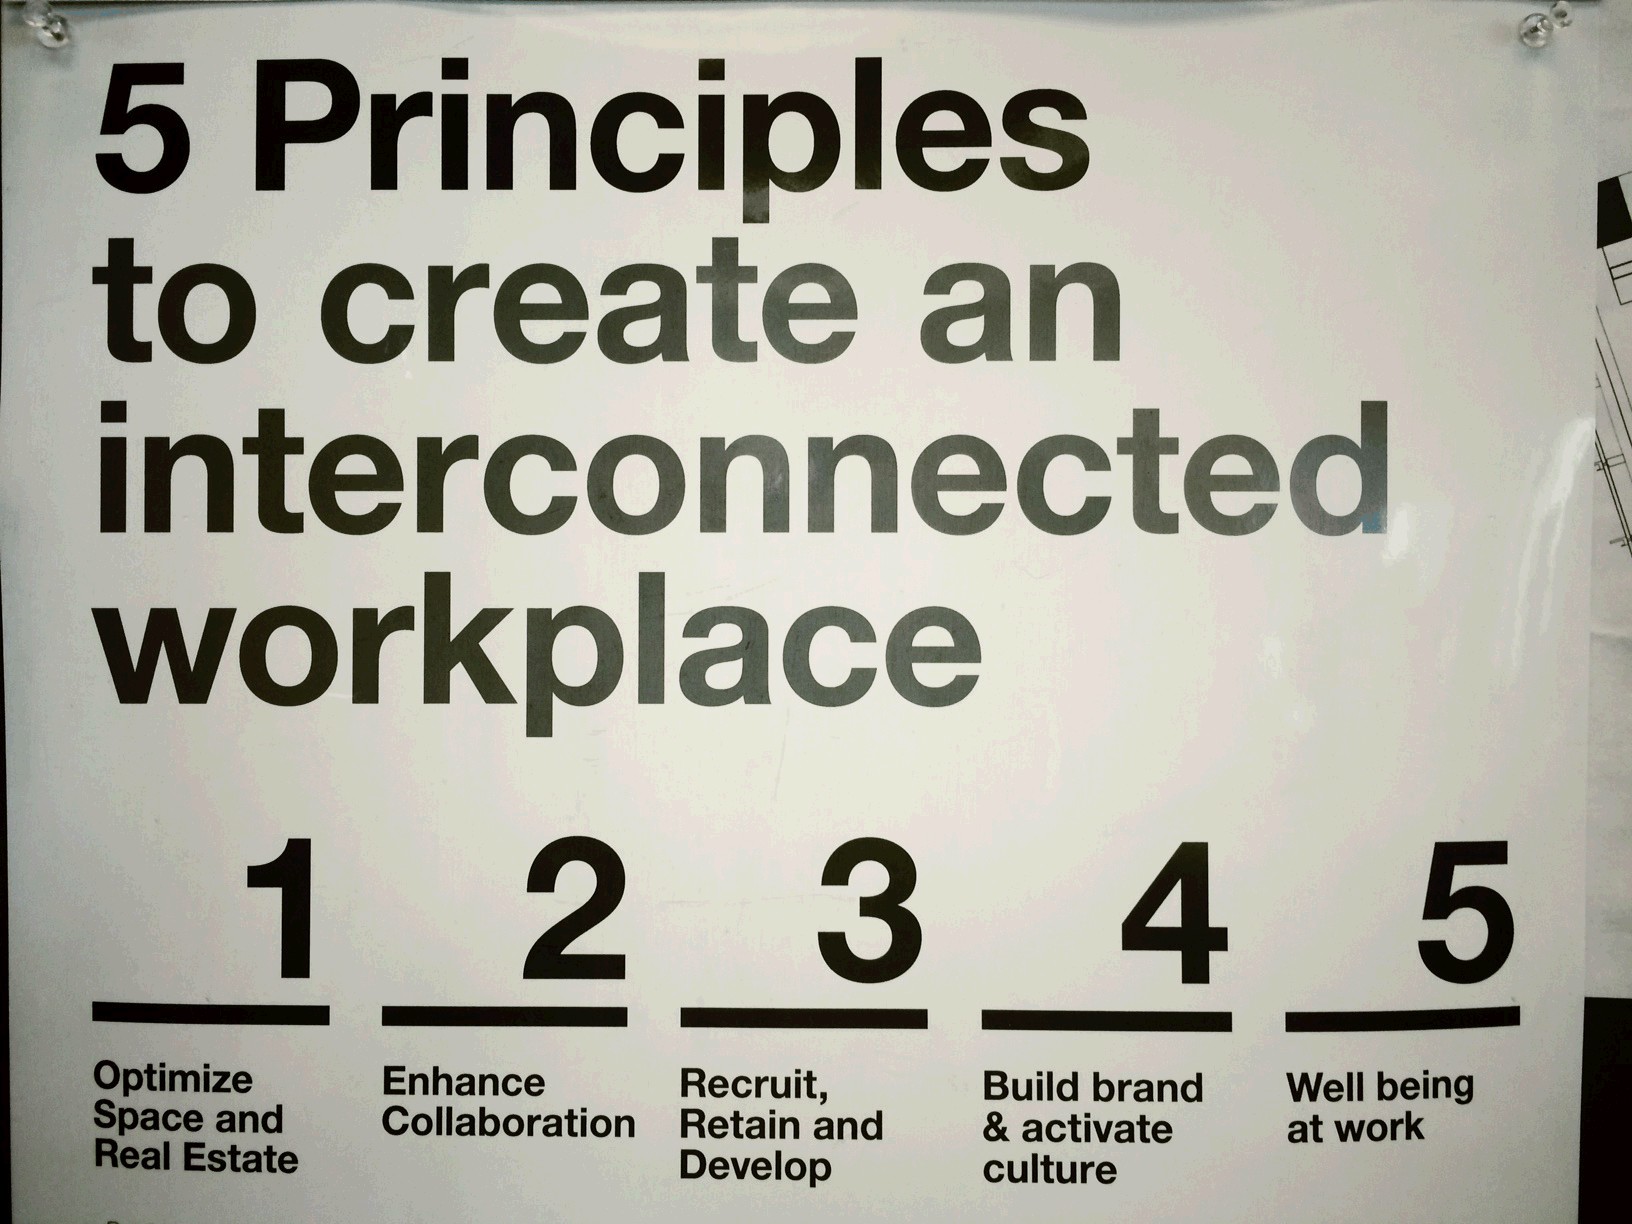 5 Principles
to create an
interconnected
workplace
1
Optimize
Space and
Real Estate
2
Enhance
Collaboration
3
Recruit,
Retain and
Develop
4
Build brand
& activate
culture
5
Well being
at work